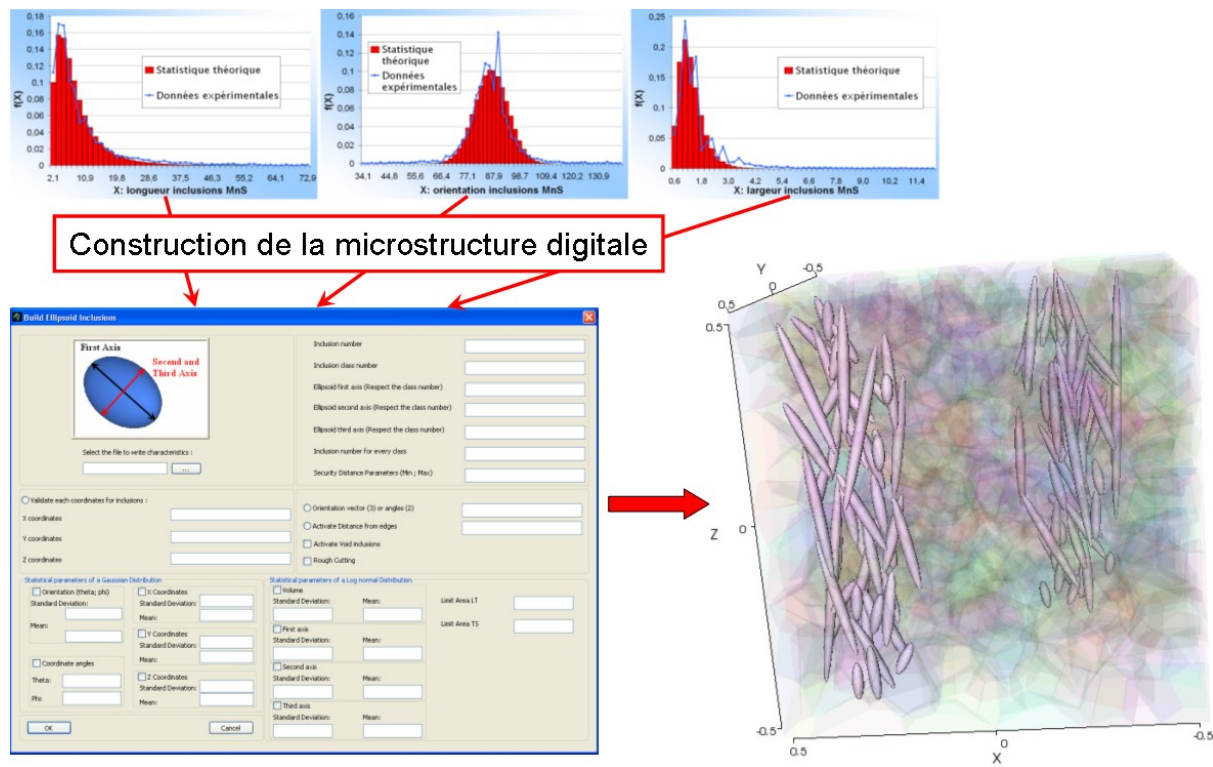 0,18
0,16
0,14
0,12
0,1
0,08
0,06
0,04
0,02
0
f(X)
Statistique théorique
Données expérimentales
2,1 10,9 19,8 28,6 37,5 46,3 55,2 64,1 72,9
X: longueur inclusions MnS
0,16
0,14
0,12
0,1
0,08
0,06
0,04
0,02
0
f(X)
Statistique
théorique
Données
expérimentales
34,1 44,8 55,6 66,4 77,1 87,9 98,7 109,4 120,2 130,9
X: orientation inclusions MnS
0,25
0,2
0,15
0,1
0,05
0
f(X)
Statistique théorique
Données expérimentales
0,6 1,8 3,0 4,2 5,4 6,6 7,8 9,0 10,2 11,4
X: largeur inclusions MnS
Construction de la microstructure digitale
Build Ellipsoid Inclusions
First Axis
Second and
Third Axis
Select the file to write characteristics :
...
Inclusion number
Inclusion class number
Ellipsoid first axis (Respect the class number)
Ellipsoid second axis (Respect the class number)
Ellipsoid third axis (Respect the class number)
Inclusion number for every class
Security Distance Parameters (Min ; Max)
Validate each coordinates for inclusions :
X coordinates
Y coordinates
Z coordinates
Orientation vector (3) or angles (2)
Activate Distance from edges
Activate Void inclusions
Rough Cutting
Statistical parameters of a Gaussian Distribution
Orientation (theta; phi)
Standard Deviation:
Mean:
Coordinate angles
Theta:
Phi:
X Coordinates
Standard Deviation:
Mean:
Y Coordinates
Standard Deviation:
Mean:
Z Coordinates
Standard Deviation:
Mean:
Statistical parameters of a Log normal Distribution
Volume
Standard Deviation: Mean:
First axis
Standard Deviation: Mean:
Second axis
Standard Deviation: Mean:
Third axis
Standard Deviation: Mean:
Limit Area LT
Limit Area TS
OK
Cancel
Y
-0.5
0
0.5
0.5
Z
0
-0.5
0.5
0
-0.5
X